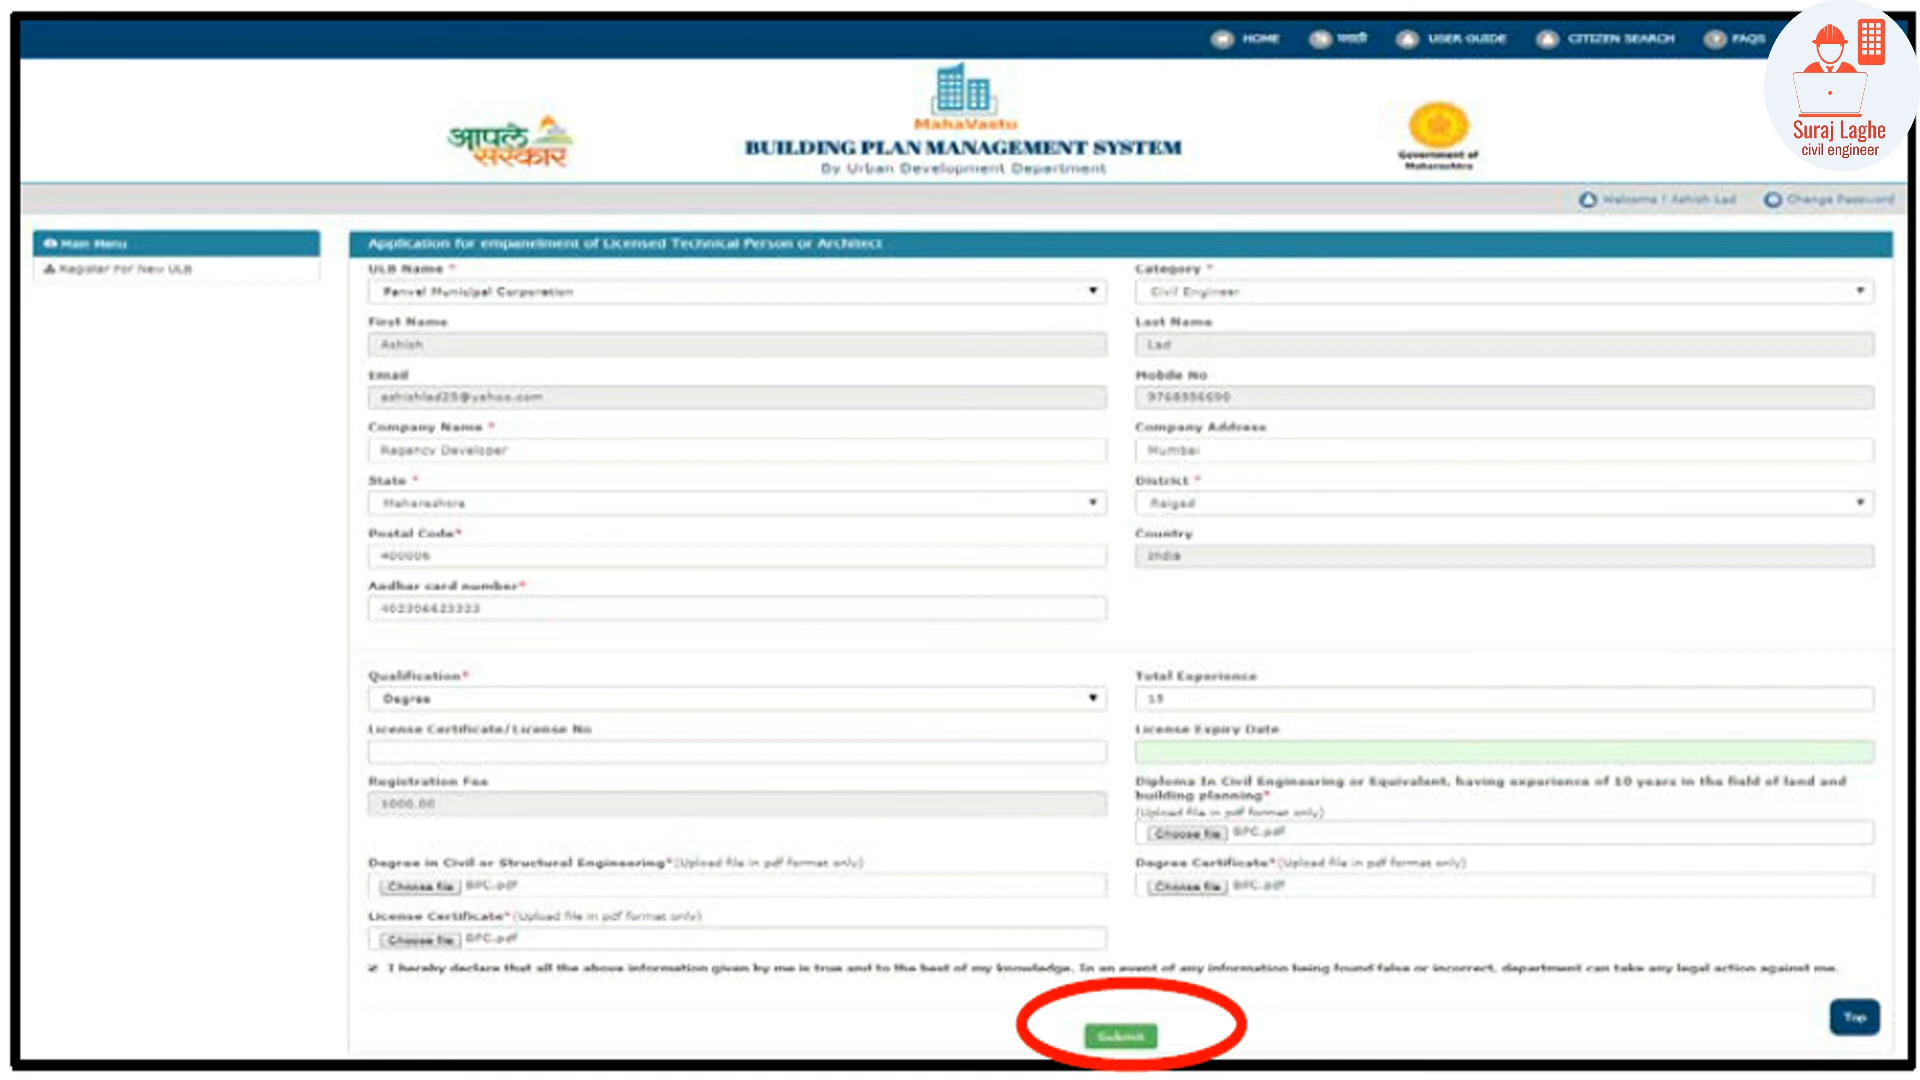 HOME मराठी USER GUIDE CITIZEN SEARCH FAQS
Suraj Laghe
civil engineer
आपले
सरकार
MahaVastu
BUILDING PLAN MANAGEMENT SYSTEM
By Urban Development Department
Government of
Maharashtra
Welcome ! Ashish Lad Change Password
Main Menu
Register For New ULB
Application for empanelment of Licensed Technical Person or Architect
ULB Name * Category *
Panvel Municipal Corporation Civil Engineer
First Name Last Name
Ashish Lad
Email Mobile No
Company Name * Company Address
Regency Developer Mumbai
State * District *
Maharashtra Raigad
Postal Code* Country
400006 India
Aadhar card number*
Qualification* Total Experience
Degree 15
License Certificate/License No License Expiry Date
Registration Fee
1000.00
Diploma In Civil Engineering or Equivalent, having experience of 10 years in the field of land and
building planning*
(Upload file in pdf format only)
Choose file BPC.pdf
Degree in Civil or Structural Engineering*(Upload file in pdf format only) Degree Certificate*(Upload file in pdf format only)
Choose file BPC.pdf Choose file BPC.pdf
License Certificate*(Upload file in pdf format only)
Choose file BPC.pdf
I hereby declare that all the above information given by me is true and to the best of my knowledge. In an event of any information being found false or incorrect, department can take any legal action against me.
Submit
Top